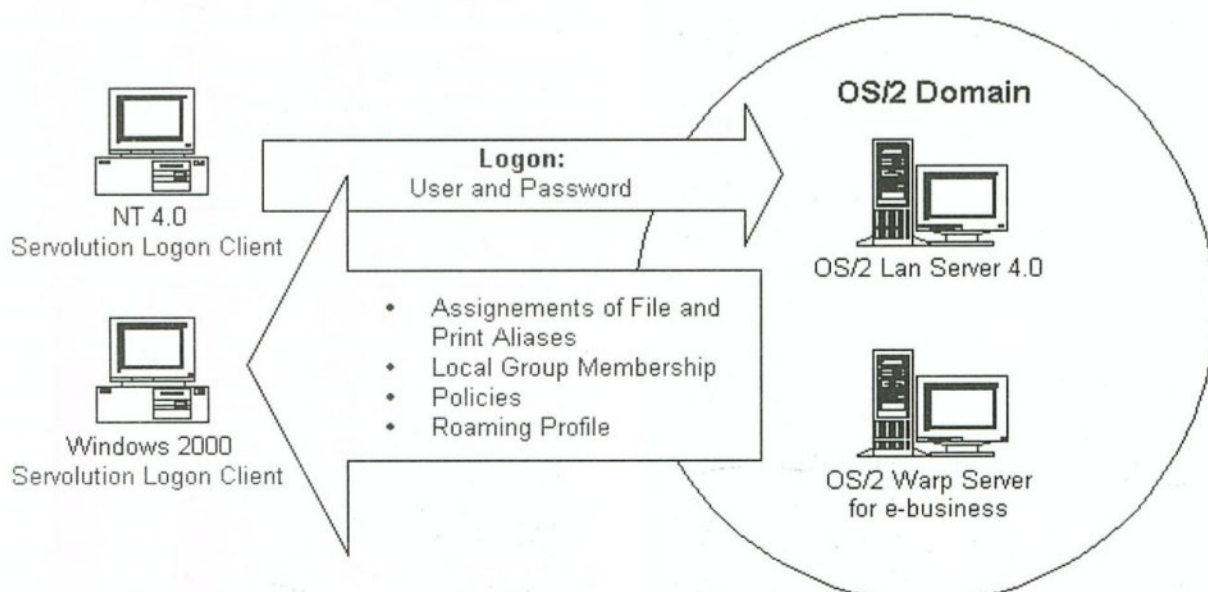 OS/2 Domain
Logon:
User and Password
NT 4.0
Servolution Logon Client
OS/2 Lan Server 4.0
• Assignements of File and
Print Aliases
• Local Group Membership
• Policies
• Roaming Profile
Windows 2000
Servolution Logon Client
OS/2 Warp Server
for e-business